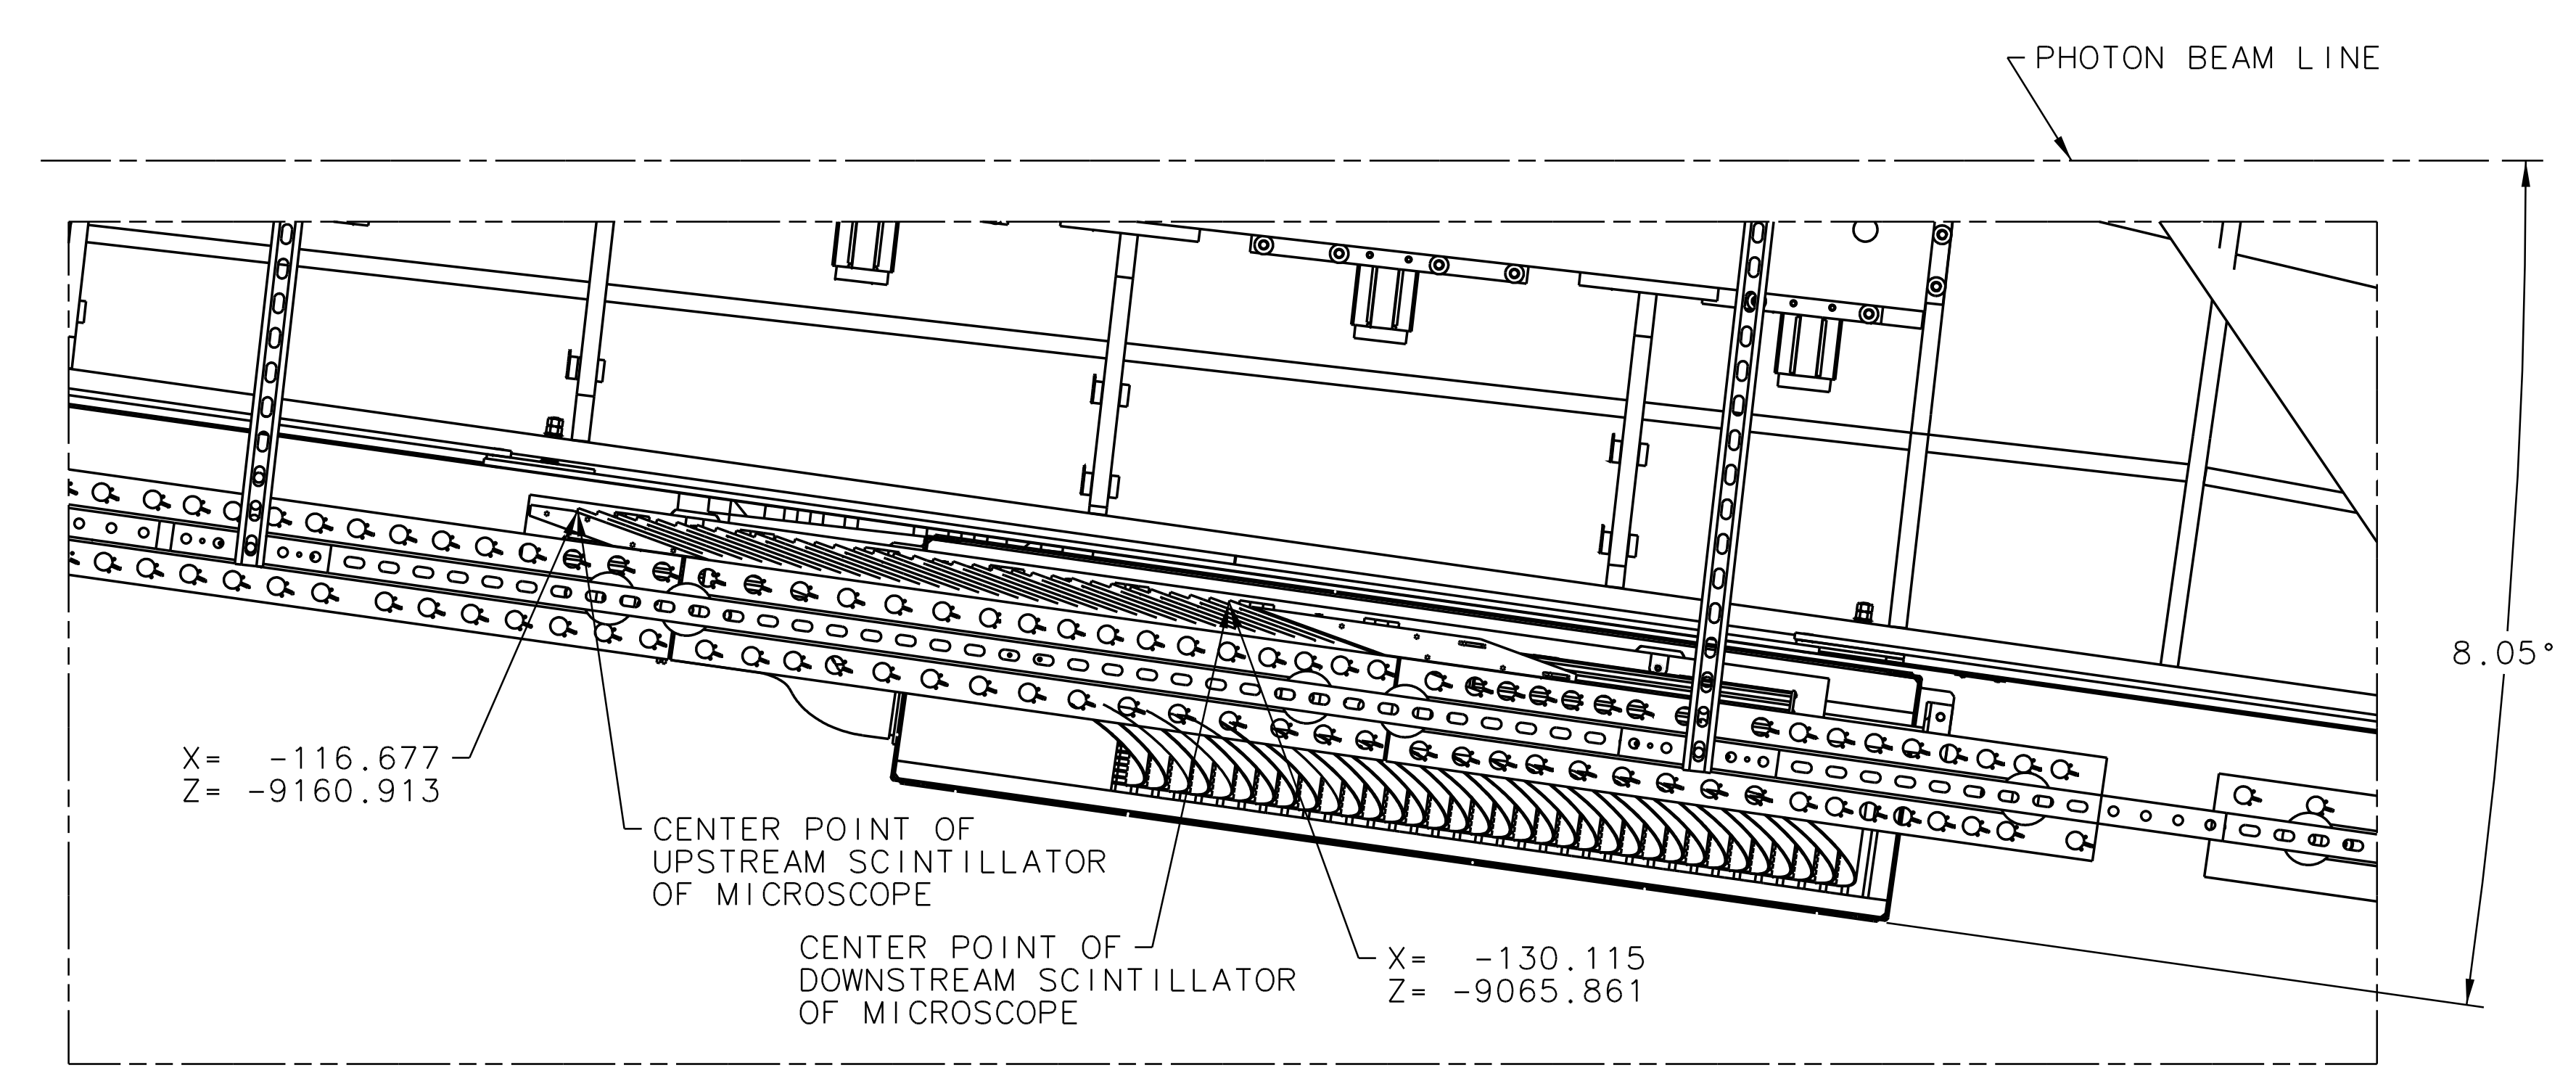 PHOTON BEAM LINE
8.05°
X= -116.677
Z= -9160.913
CENTER POINT OF
UPSTREAM SCINTILLATOR
OF MICROSCOPE
CENTER POINT OF
DOWNSTREAM SCINTILLATOR
OF MICROSCOPE
X= -130.115
Z= -9065.861